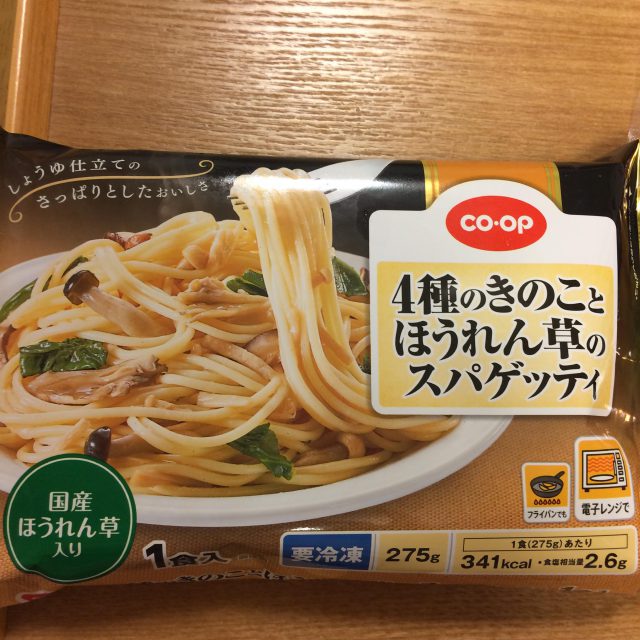 しょうゆ仕立ての
さっぱりとしたおいしさ
co·op
4種のきのこと
ほうれん草の
スパゲッティ
フライパンでも
電子レンジで
国産
ほうれん草
入り
1食入
要冷凍
275g
1食(275g)あたり
341kcal・食塩相当量2.6g